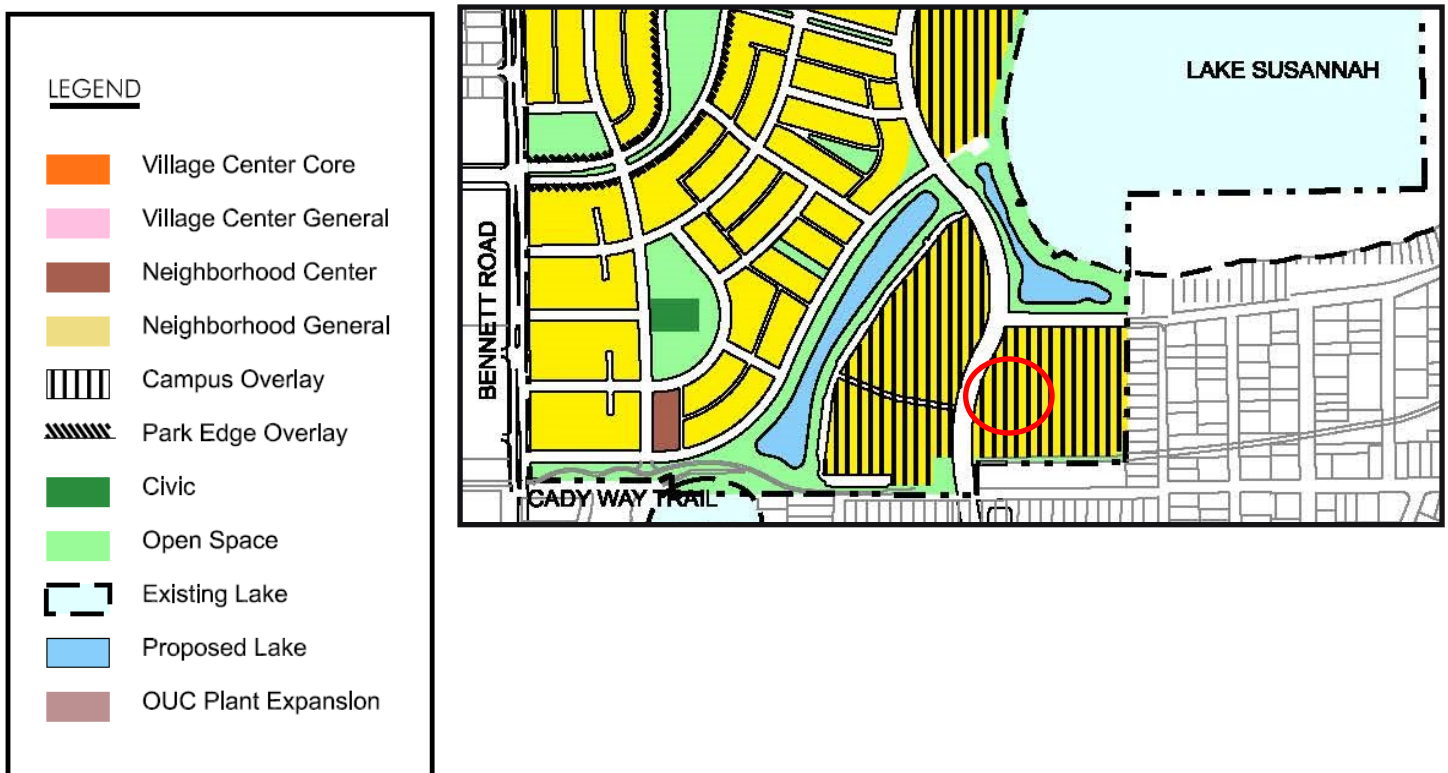 LEGEND
Village Center Core
Village Center General
Neighborhood Center
Neighborhood General
Campus Overlay
Park Edge Overlay
Civic
Open Space
Existing Lake
Proposed Lake
OUC Plant Expansion
LAKE SUSANNAH
BENNETT ROAD
CADY WAY TRAIL